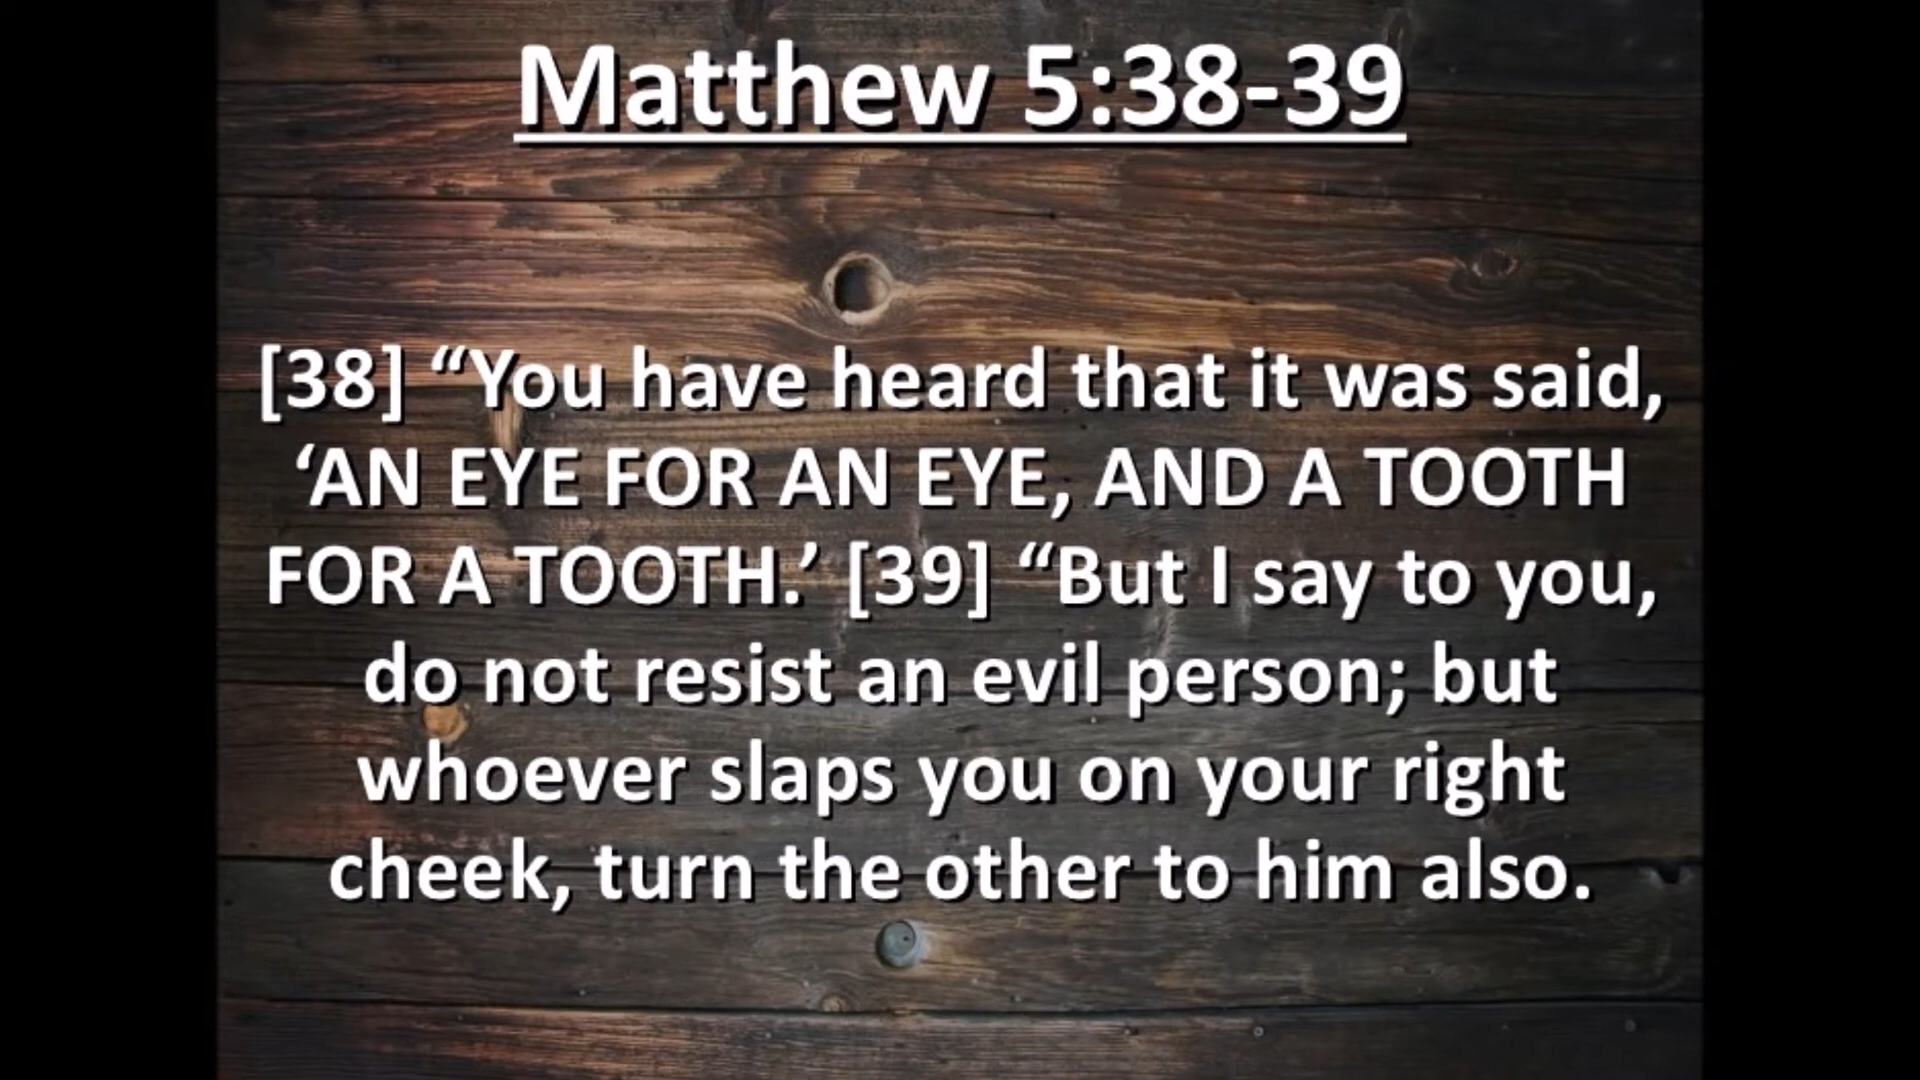 Matthew 5:38-39
[38] “You have heard that it was said,
‘AN EYE FOR AN EYE, AND A TOOTH
FOR A TOOTH.’ [39] “But I say to you,
do not resist an evil person; but
whoever slaps you on your right
cheek, turn the other to him also.